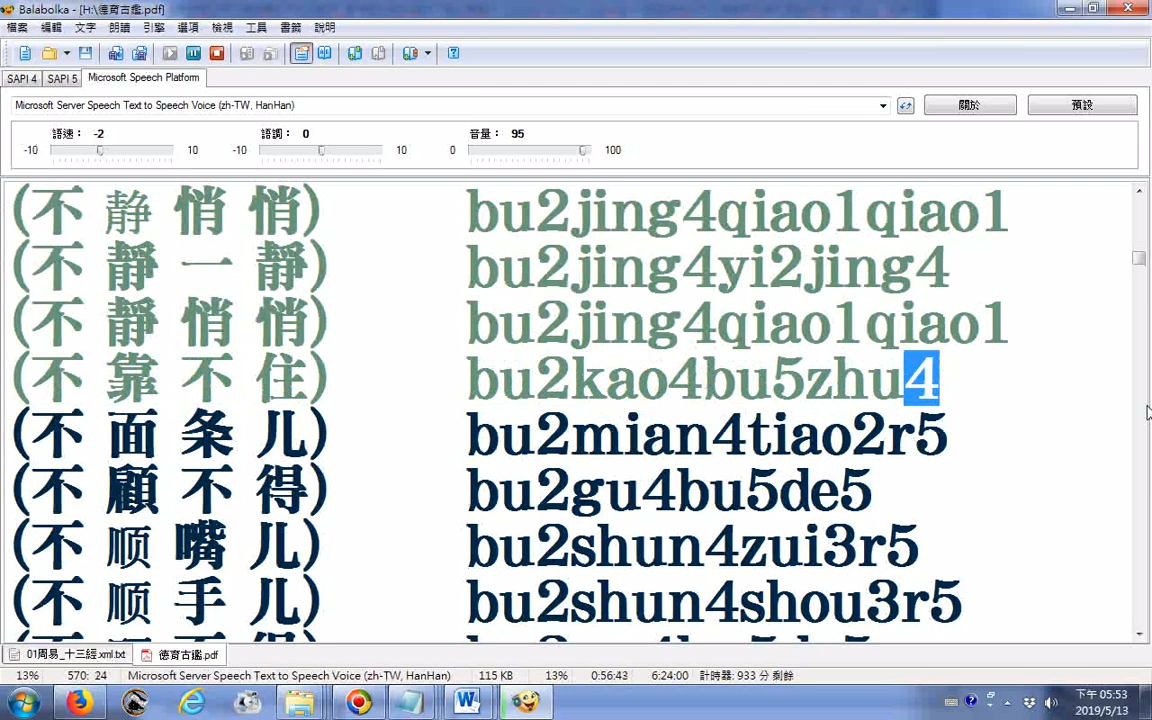 Balabolka - [H:\德育古鑑.pdf]
檔案 編輯 文字 朗讀 引擎 選項 檢視 工具 書籤 說明
SAPI 4 SAPI 5 Microsoft Speech Platform
Microsoft Server Speech Text to Speech Voice (zh-TW, HanHan) 關於 預設
語速： -2 語調： 0 音量： 95
-10 10 -10 10 0 100
(不 静 悄 悄) bu2jing4qiao1qiao1
(不 靜 一 靜) bu2jing4yi2jing4
(不 靜 悄 悄) bu2jing4qiao1qiao1
(不 靠 不 住) bu2kao4bu5zhu4
(不 面 条 儿) bu2mian4tiao2r5
(不 顧 不 得) bu2gu4bu5de5
(不 顺 嘴 儿) bu2shun4zui3r5
(不 顺 手 儿) bu2shun4shou3r5
01周易_十三經.xml.txt 德育古鑑.pdf
13% 570: 24 Microsoft Server Speech Text to Speech Voice (zh-TW, HanHan) 115 KB 13% 0:56:43 6:24:00 計時器: 933 分 剩餘
下午 05:53
2019/5/13